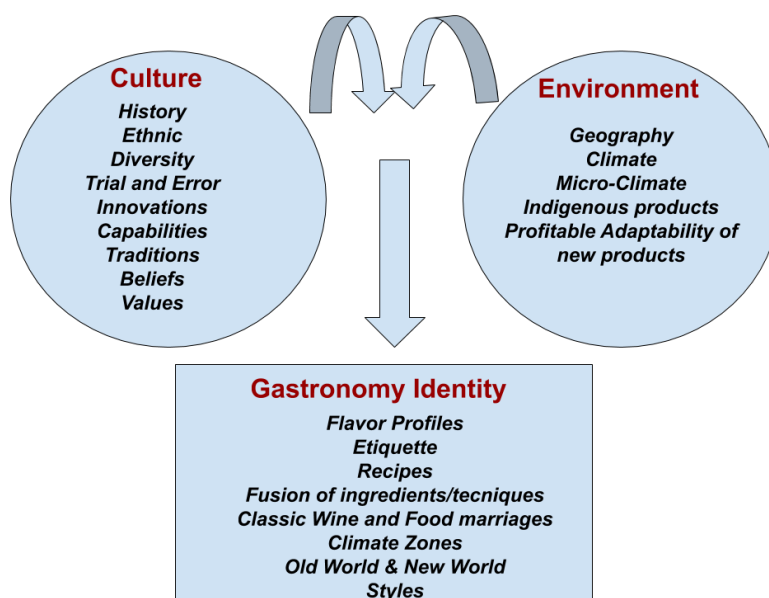 Culture
History
Ethnic
Diversity
Trial and Error
Innovations
Capabilities
Traditions
Beliefs
Values
Environment
Geography
Climate
Micro-Climate
Indigenous products
Profitable Adaptability of
new products
Gastronomy Identity
Flavor Profiles
Etiquette
Recipes
Fusion of ingredients/tecniques
Classic Wine and Food marriages
Climate Zones
Old World & New World
Styles